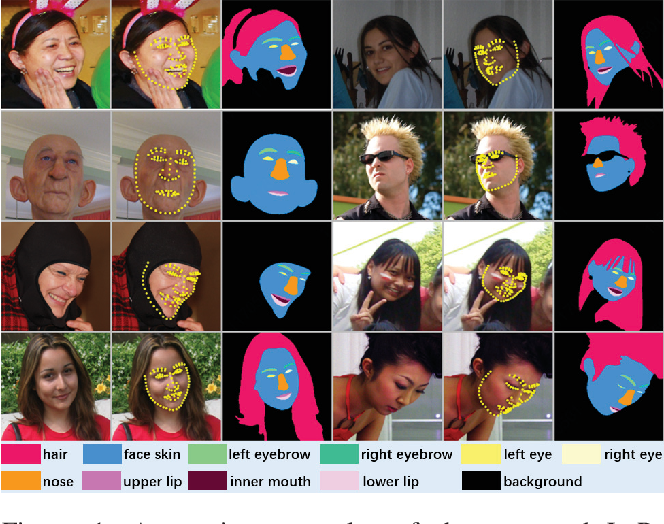 hair face skin left eyebrow right eyebrow left eye right eye
nose upper lip inner mouth lower lip background